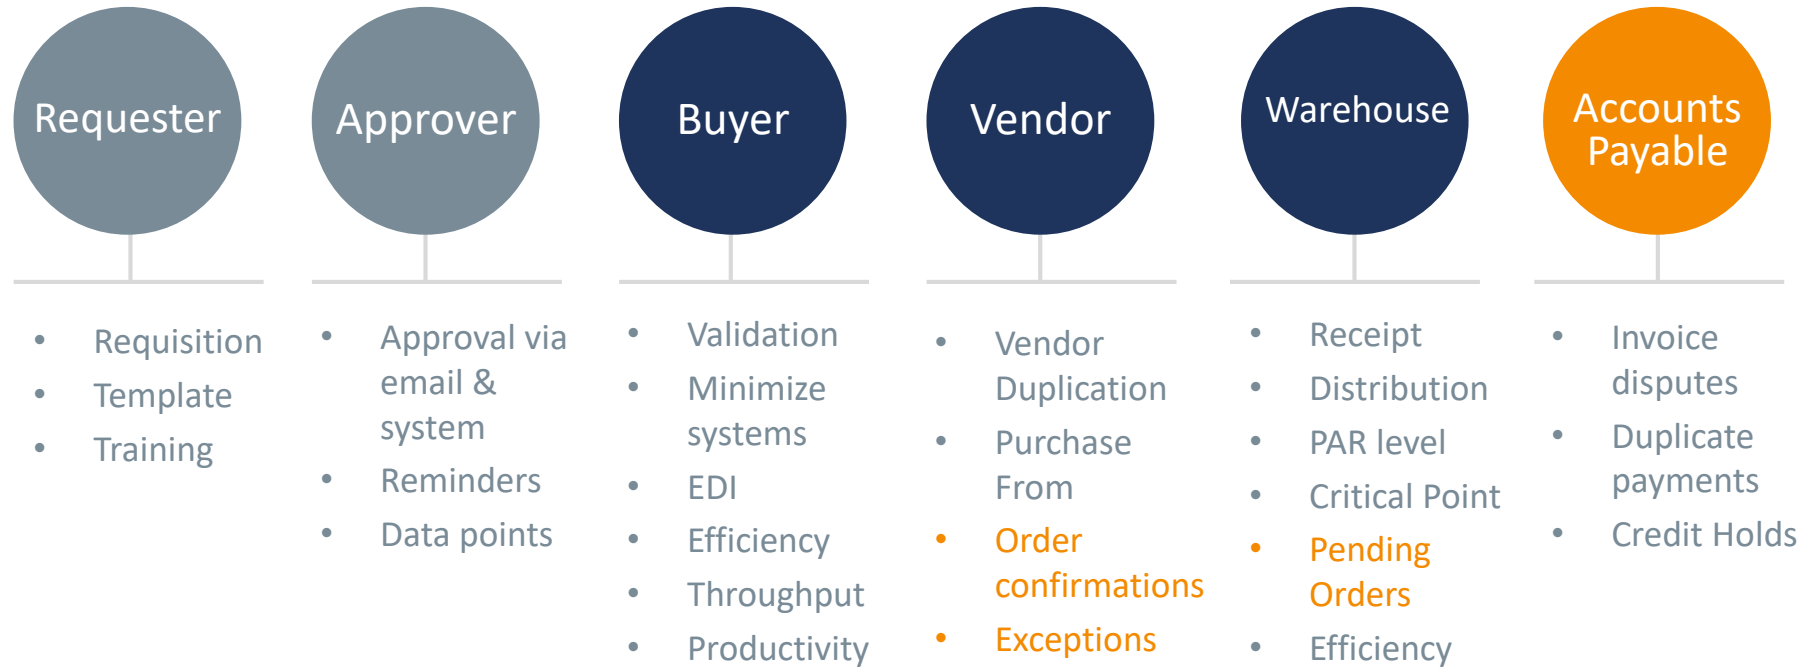 Requester
Approver
Buyer
Vendor
Warehouse
Accounts
Payable
• Requisition
• Template
• Training
• Approval via
email &
system
• Reminders
• Data points
• Validation
• Minimize
systems
• EDI
• Efficiency
• Throughput
• Productivity
• Vendor
Duplication
• Purchase
From
• Order
confirmations
• Exceptions
• Receipt
• Distribution
• PAR level
• Critical Point
• Pending
Orders
• Efficiency
• Invoice
disputes
• Duplicate
payments
• Credit Holds